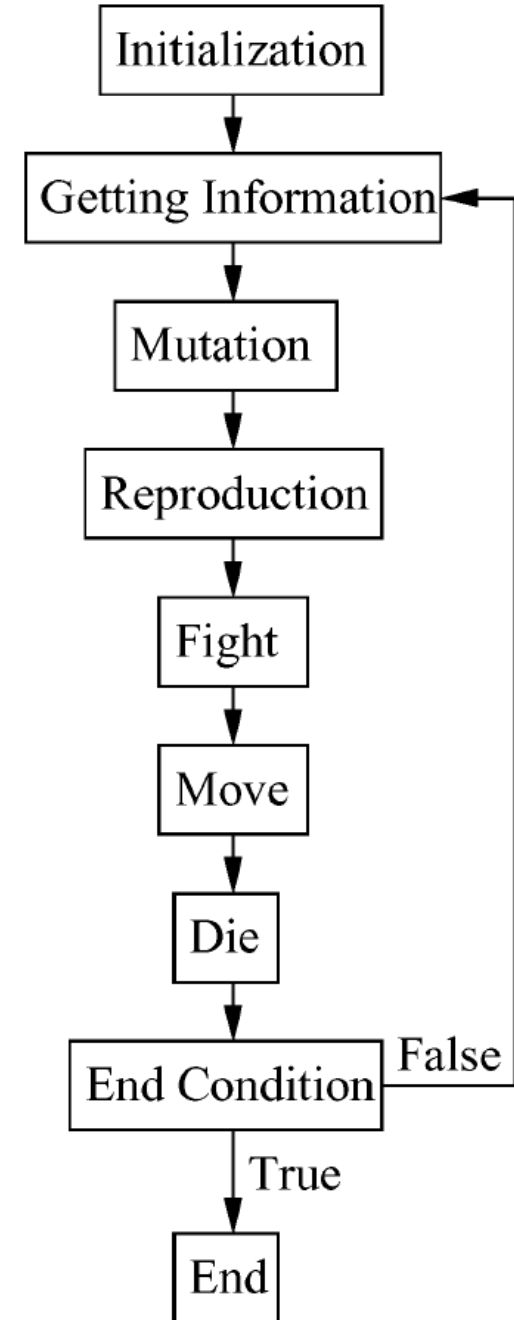 Initialization
Getting Information
Mutation
Reproduction
Fight
Move
Die
End Condition
False
True
End